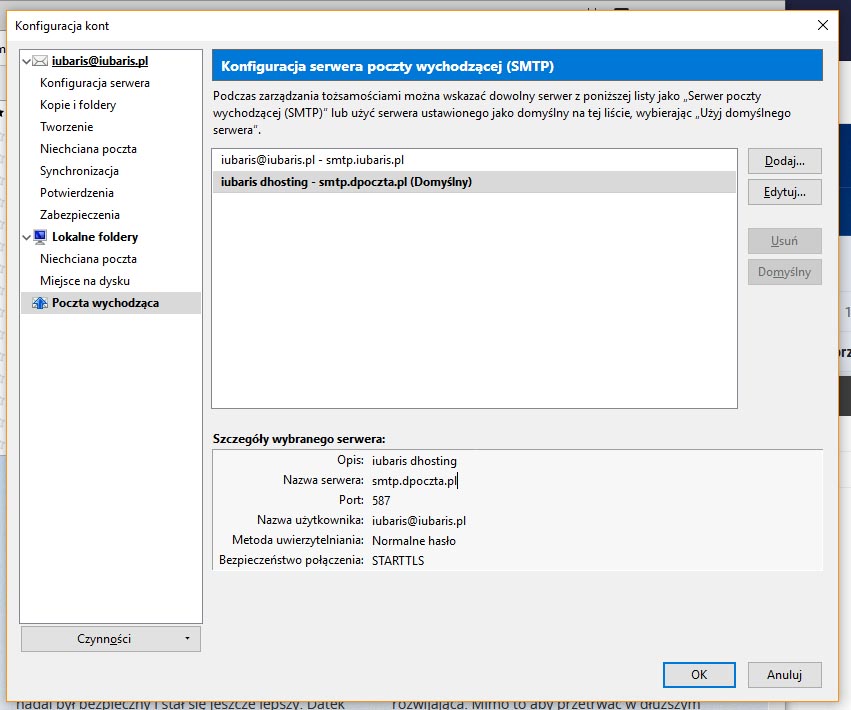 Konfiguracja kont
iubaris@iubaris.pl
Konfiguracja serwera
Kopie i foldery
Tworzenie
Niechciana poczta
Synchronizacja
Potwierdzenia
Zabezpieczenia
Lokalne foldery
Niechciana poczta
Miejsce na dysku
Poczta wychodząca
Czynności
Konfiguracja serwera poczty wychodzącej (SMTP)
Podczas zarządzania tożsamościami można wskazać dowolny serwer z poniższej listy jako „Serwer poczty
wychodzącej (SMTP)” lub użyć serwera ustawionego jako domyślny na tej liście, wybierając „Użyj domyślnego
serwera”.
iubaris@iubaris.pl - smtp.iubaris.pl
iubaris dhosting - smtp.dpoczta.pl (Domyślny)
Dodaj...
Edytuj...
Usuń
Domyślny
Szczegóły wybranego serwera:
Opis: iubaris dhosting
Nazwa serwera: smtp.dpoczta.pl
Port: 587
Nazwa użytkownika: iubaris@iubaris.pl
Metoda uwierzytelniania: Normalne hasło
Bezpieczeństwo połączenia: STARTTLS
OK
Anuluj
nadal był bezpieczny i stał się jeszcze lepszy. Datek
rozwijająca. Mimo to aby przetrwać w dłuższym